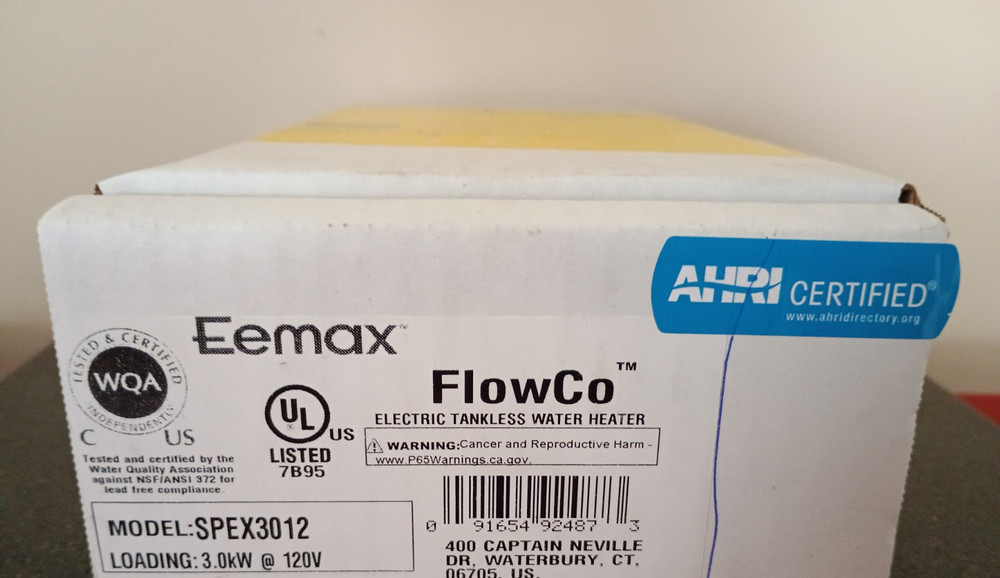 AHRI CERTIFIED®
www.ahridirectory.org
Eemax™
TESTED & CERTIFIED
WQA
INDEPENDENTLY
C US
Tested and certified by the
Water Quality Association
against NSF/ANSI 372 for
lead free compliance.
UL US
LISTED
7B95
FlowCo™
ELECTRIC TANKLESS WATER HEATER
WARNING:Cancer and Reproductive Harm -
www.P65Warnings.ca.gov.
MODEL:SPEX3012
LOADING: 3.0kW @ 120V
0 91654 92487 3
400 CAPTAIN NEVILLE
DR, WATERBURY, CT,
06705, US.